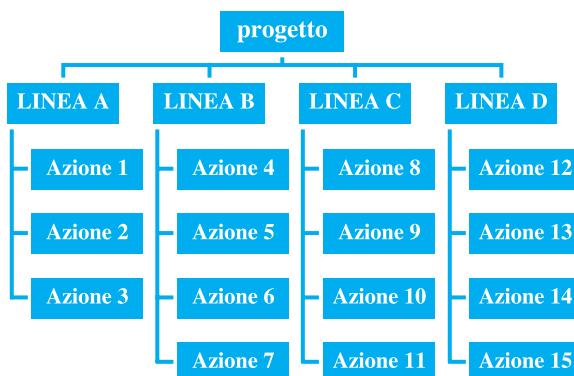 progetto
LINEA A
LINEA B
LINEA C
LINEA D
Azione 1
Azione 4
Azione 8
Azione 12
Azione 2
Azione 5
Azione 9
Azione 13
Azione 3
Azione 6
Azione 10
Azione 14
Azione 7
Azione 11
Azione 15